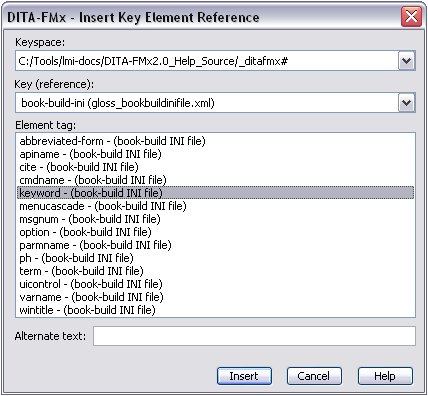 DITA-FMx - Insert Key Element Reference
Keyspace:
C:/Tools/lmi-docs/DITA-FMx2.0_Help_Source/_ditafmx#
Key (reference):
book-build-ini (gloss_bookbuildinifile.xml)
Element tag:
abbreviated-form - (book-build INI file)
apiname - (book-build INI file)
cite - (book-build INI file)
cmdname - (book-build INI file)
keyword - (book-build INI file)
menucascade - (book-build INI file)
msgnum - (book-build INI file)
option - (book-build INI file)
parmname - (book-build INI file)
ph - (book-build INI file)
term - (book-build INI file)
uicontrol - (book-build INI file)
varname - (book-build INI file)
wintitle - (book-build INI file)
Alternate text:
Insert Cancel Help